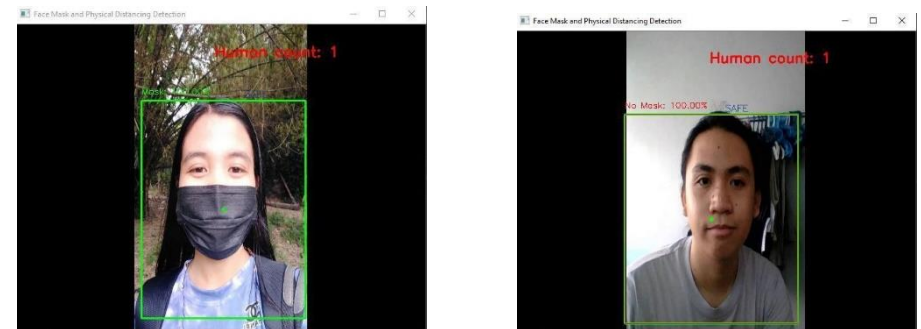 Face Mask and Physical Distancing Detection
Human count: 1
Mask:
Face Mask and Physical Distancing Detection
Human count: 1
No Mask: 100.00%
SAFE